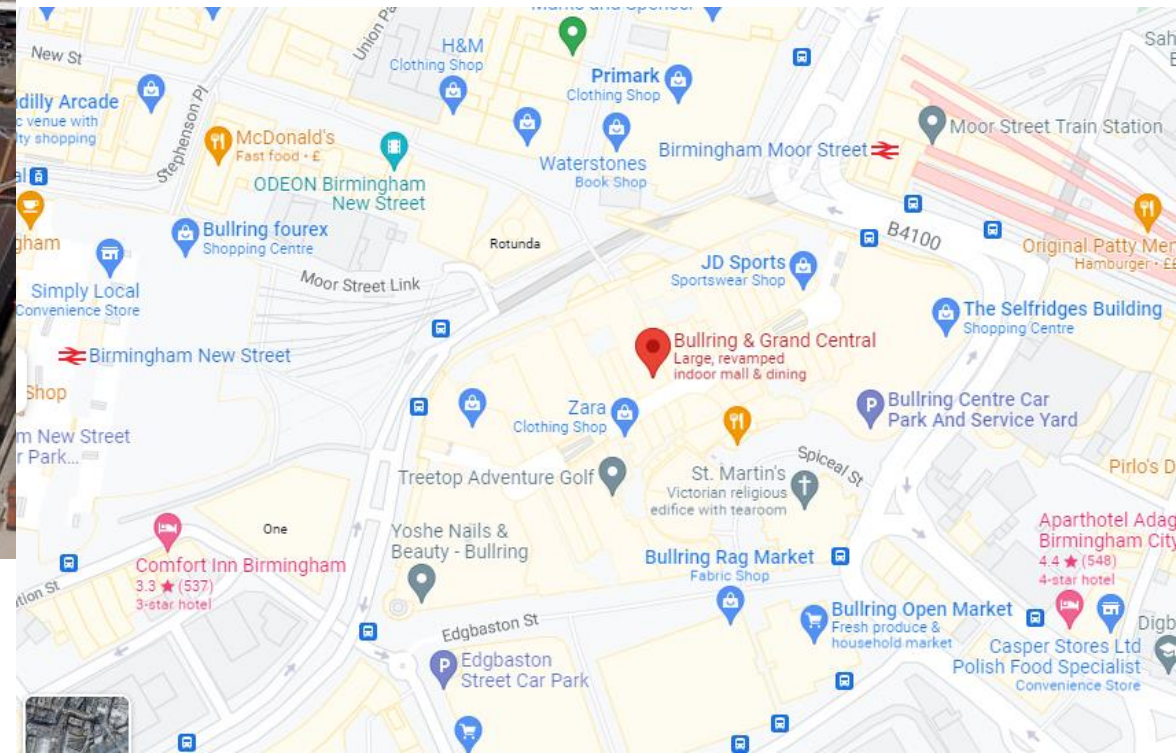 New St
Union Pa
H&M
Clothing Shop
Primark
Clothing Shop
dilly Arcade
c venue with
lty shopping
Stephenson Pl
McDonald's
Fast food · £
ODEON Birmingham
New Street
Waterstones
Book Shop
Birmingham Moor Street
Moor Street Train Station
Bullring fourex
Shopping Centre
Rotunda
B4100
Original Patty Men
Hamburger · ££
gham
Simply Local
Convenience Store
Moor Street Link
JD Sports
Sportswear Shop
The Selfridges Building
Shopping Centre
Birmingham New Street
Bullring & Grand Central
Large, revamped
indoor mall & dining
Shop
Zara
Clothing Shop
Bullring Centre Car
Park And Service Yard
m New Street
r Park...
Treetop Adventure Golf
St. Martin's
Victorian religious
edifice with tearoom
Spiceal St
Pirlo's D
One
Yoshe Nails &
Beauty - Bullring
Comfort Inn Birmingham
3.3 ★ (537)
3-star hotel
ation St
Bullring Rag Market
Fabric Shop
Aparthotel Adag
Birmingham City
4.4 ★ (548)
4-star hotel
Edgbaston St
Bullring Open Market
Fresh produce &
household market
Digb
Casper Stores Ltd
Polish Food Specialist
Convenience Store
P Edgbaston
Street Car Park